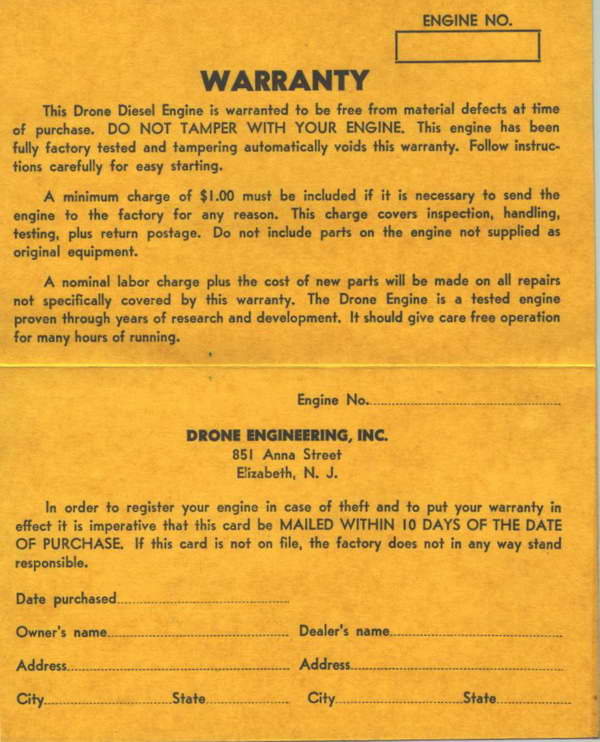 ENGINE NO.
WARRANTY
This Drone Diesel Engine is warranted to be free from material defects at time
of purchase. DO NOT TAMPER WITH YOUR ENGINE. This engine has been
fully factory tested and tampering automatically voids this warranty. Follow instruc-
tions carefully for easy starting.
A minimum charge of $1.00 must be included if it is necessary to send the
engine to the factory for any reason. This charge covers inspection, handling,
testing, plus return postage. Do not include parts on the engine not supplied as
original equipment.
A nominal labor charge plus the cost of new parts will be made on all repairs
not specifically covered by this warranty. The Drone Engine is a tested engine
proven through years of research and development. It should give care free operation
for many hours of running.
Engine No.
DRONE ENGINEERING, INC.
851 Anna Street
Elizabeth, N. J.
In order to register your engine in case of theft and to put your warranty in
effect it is imperative that this card be MAILED WITHIN 10 DAYS OF THE DATE
OF PURCHASE. If this card is not on file, the factory does not in any way stand
responsible.
Date purchased
Owner's name Dealer's name
Address Address
City State City State